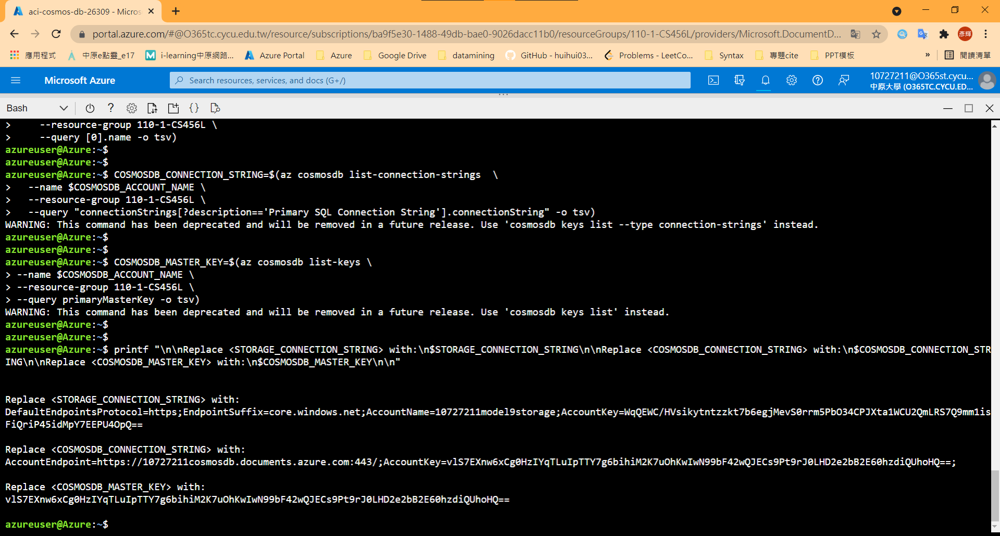 aci-cosmos-db-26309 - Micros
portal.azure.com/#@O365tc.cycu.edu.tw/resource/subscriptions/ba9f5e30-1488-49db-bae0-9026dacc11b0/resourceGroups/110-1-CS456L/providers/Microsoft.DocumentD...
彥輝
應用程式 中原e點靈_e17 i-learning中原網路... Azure Portal Azure Google Drive datamining GitHub - huihui03... Problems - LeetCo... Syntax 專題cite PPT模板 » 閱讀清單
Microsoft Azure
Search resources, services, and docs (G+/)
10727211@O365st.cycu...
中原大學 (O365TC.CYCU.ED...
Bash
>     --resource-group 110-1-CS456L \
>     --query [0].name -o tsv)
azureuser@Azure:~$
azureuser@Azure:~$
azureuser@Azure:~$ COSMOSDB_CONNECTION_STRING=$(az cosmosdb list-connection-strings  \
>   --name $COSMOSDB_ACCOUNT_NAME \
>   --resource-group 110-1-CS456L \
>   --query "connectionStrings[?description=='Primary SQL Connection String'].connectionString" -o tsv)
WARNING: This command has been deprecated and will be removed in a future release. Use 'cosmosdb keys list --type connection-strings' instead.
azureuser@Azure:~$
azureuser@Azure:~$
azureuser@Azure:~$ COSMOSDB_MASTER_KEY=$(az cosmosdb list-keys \
> --name $COSMOSDB_ACCOUNT_NAME \
> --resource-group 110-1-CS456L \
> --query primaryMasterKey -o tsv)
WARNING: This command has been deprecated and will be removed in a future release. Use 'cosmosdb keys list' instead.
azureuser@Azure:~$
azureuser@Azure:~$
azureuser@Azure:~$ printf "\n\nReplace <STORAGE_CONNECTION_STRING> with:\n$STORAGE_CONNECTION_STRING\n\nReplace <COSMOSDB_CONNECTION_STRING> with:\n$COSMOSDB_CONNECTION_STR
ING\n\nReplace <COSMOSDB_MASTER_KEY> with:\n$COSMOSDB_MASTER_KEY\n\n"
Replace <STORAGE_CONNECTION_STRING> with:
DefaultEndpointsProtocol=https;EndpointSuffix=core.windows.net;AccountName=10727211model9storage;AccountKey=WqQEWC/HVsikytntzzkt7b6egjMevS0rrm5PbO34CPJXta1WCU2QmLRS7Q9mm1is
FiQriP45idMpY7EEPU4OpQ==
Replace <COSMOSDB_CONNECTION_STRING> with:
AccountEndpoint=https://10727211cosmosdb.documents.azure.com:443/;AccountKey=vlS7EXnw6xCg0HzIYqTLuIpTTY7g6bihiM2K7uOhKwIwN99bF42wQJECs9Pt9rJ0LHD2e2bB2E60hzdiQUhoHQ==;
Replace <COSMOSDB_MASTER_KEY> with:
vlS7EXnw6xCg0HzIYqTLuIpTTY7g6bihiM2K7uOhKwIwN99bF42wQJECs9Pt9rJ0LHD2e2bB2E60hzdiQUhoHQ==
azureuser@Azure:~$